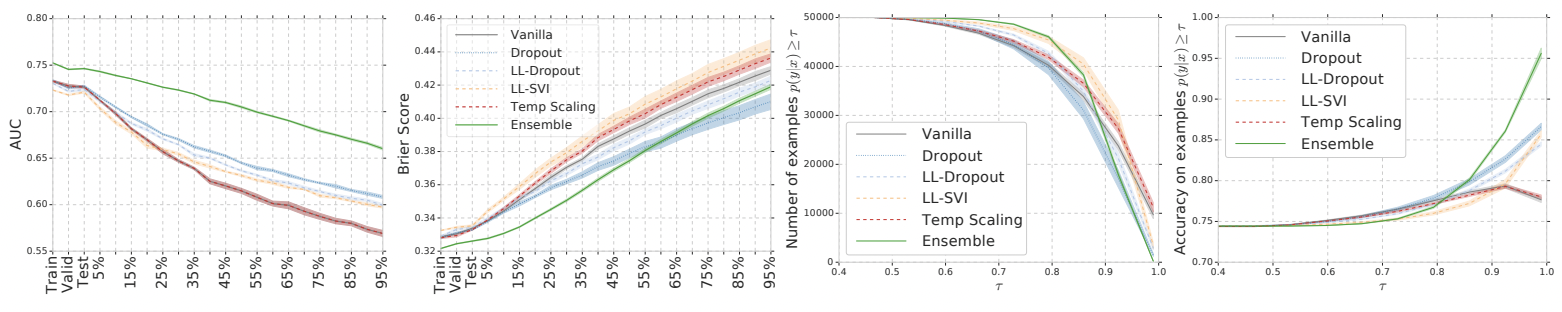 AUC
0.80
0.75
0.70
0.65
0.60
0.55
Train
Valid
Test
5%
15%
25%
35%
45%
55%
65%
75%
85%
95%
Brier Score
0.46
0.44
0.42
0.40
0.38
0.36
0.34
0.32
Vanilla
Dropout
LL-Dropout
LL-SVI
Temp Scaling
Ensemble
Train
Valid
Test
5%
15%
25%
35%
45%
55%
65%
75%
85%
95%
Number of examples p(y|x) ≥ τ
50000
40000
30000
20000
10000
0
Vanilla
Dropout
LL-Dropout
LL-SVI
Temp Scaling
Ensemble
0.4 0.5 0.6 0.7 0.8 0.9 1.0
τ
Accuracy on examples p(y|x) ≥ τ
1.00
0.95
0.90
0.85
0.80
0.75
0.70
Vanilla
Dropout
LL-Dropout
LL-SVI
Temp Scaling
Ensemble
0.4 0.5 0.6 0.7 0.8 0.9 1.0
τ